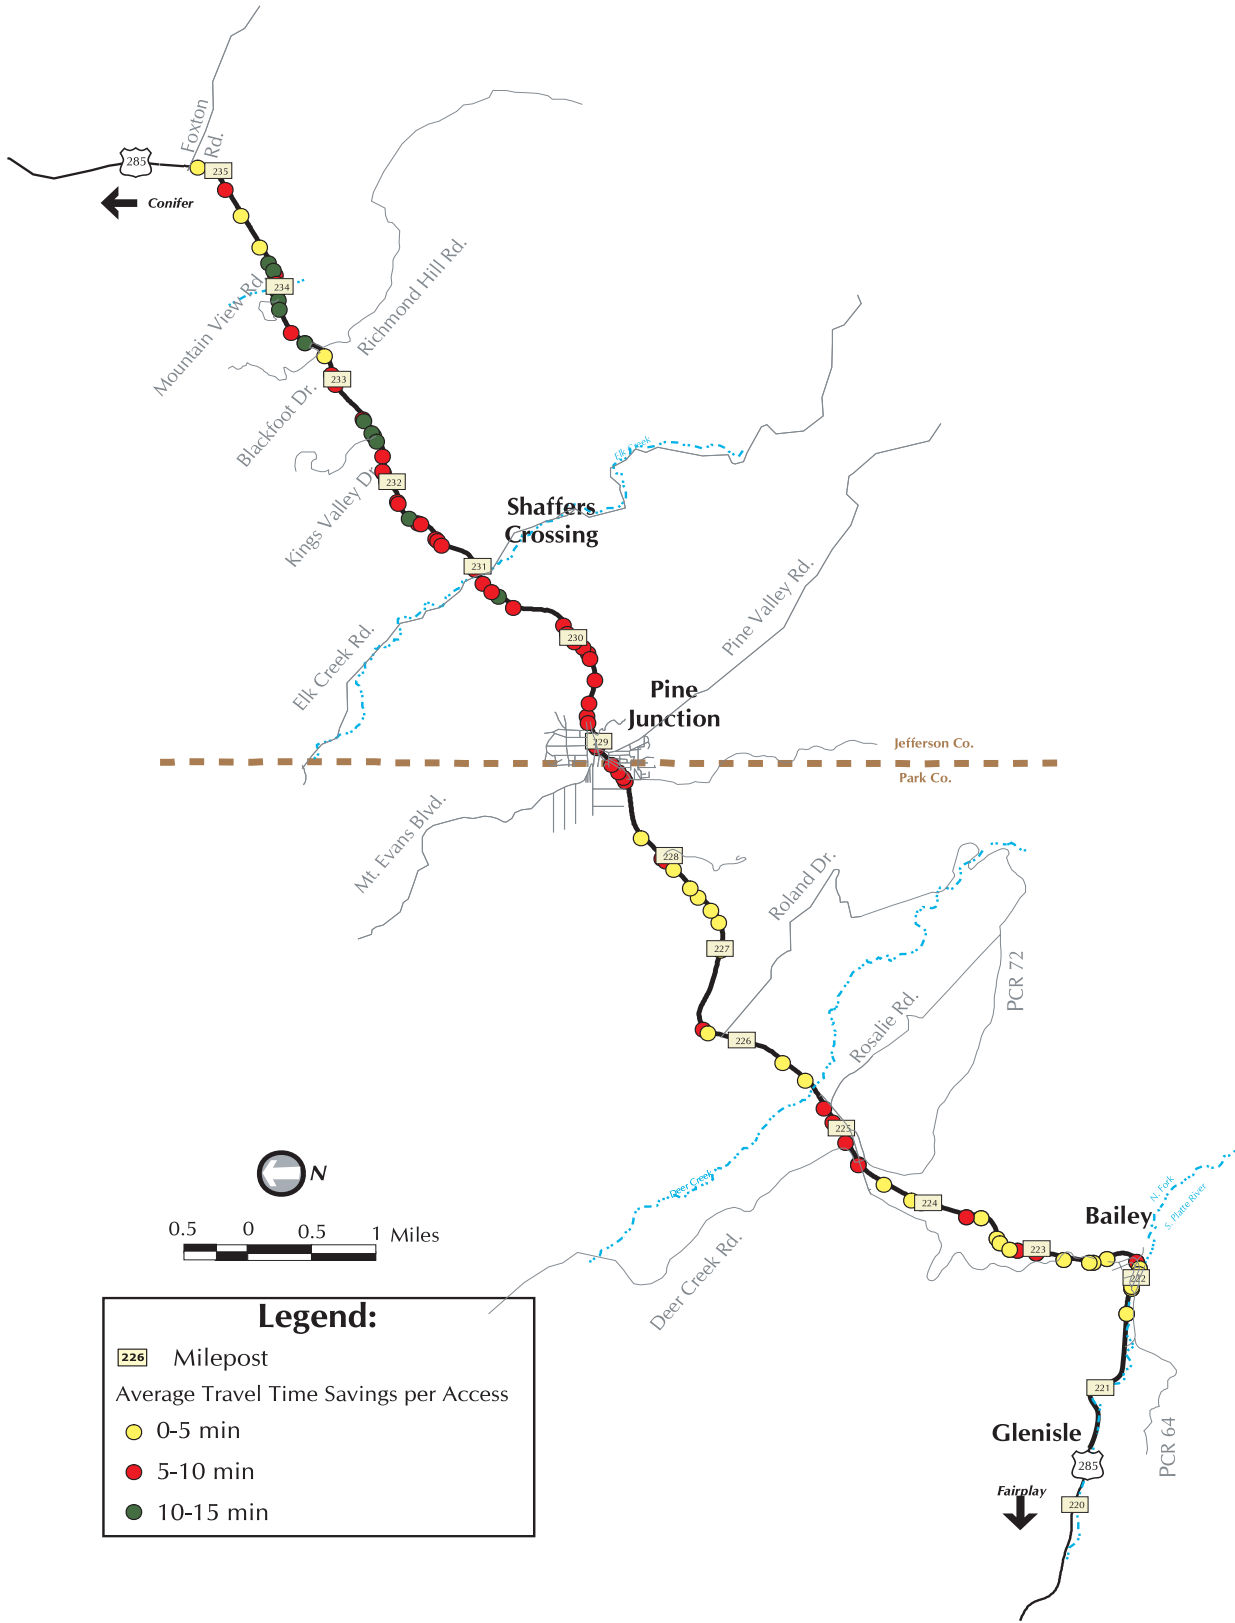 Foxton
Rd.
285
235
Conifer
234
Mountain View Rd.
Richmond Hill Rd.
233
Blackfoot Dr.
Elk Creek
232
Kings Valley Dr.
Shaffers
Crossing
231
Pine Valley Rd.
230
Elk Creek Rd.
Pine
Junction
229
Jefferson Co.
Park Co.
Mt. Evans Blvd.
228
Roland Dr.
227
PCR 72
Rosalie Rd.
226
225
N
Deer Creek
224
N. Fork
S. Platte River
Bailey
0.5 0 0.5 1 Miles
223
Deer Creek Rd.
222
Legend:
226 Milepost
Average Travel Time Savings per Access
0-5 min
5-10 min
10-15 min
221
Glenisle
PCR 64
285
Fairplay
220